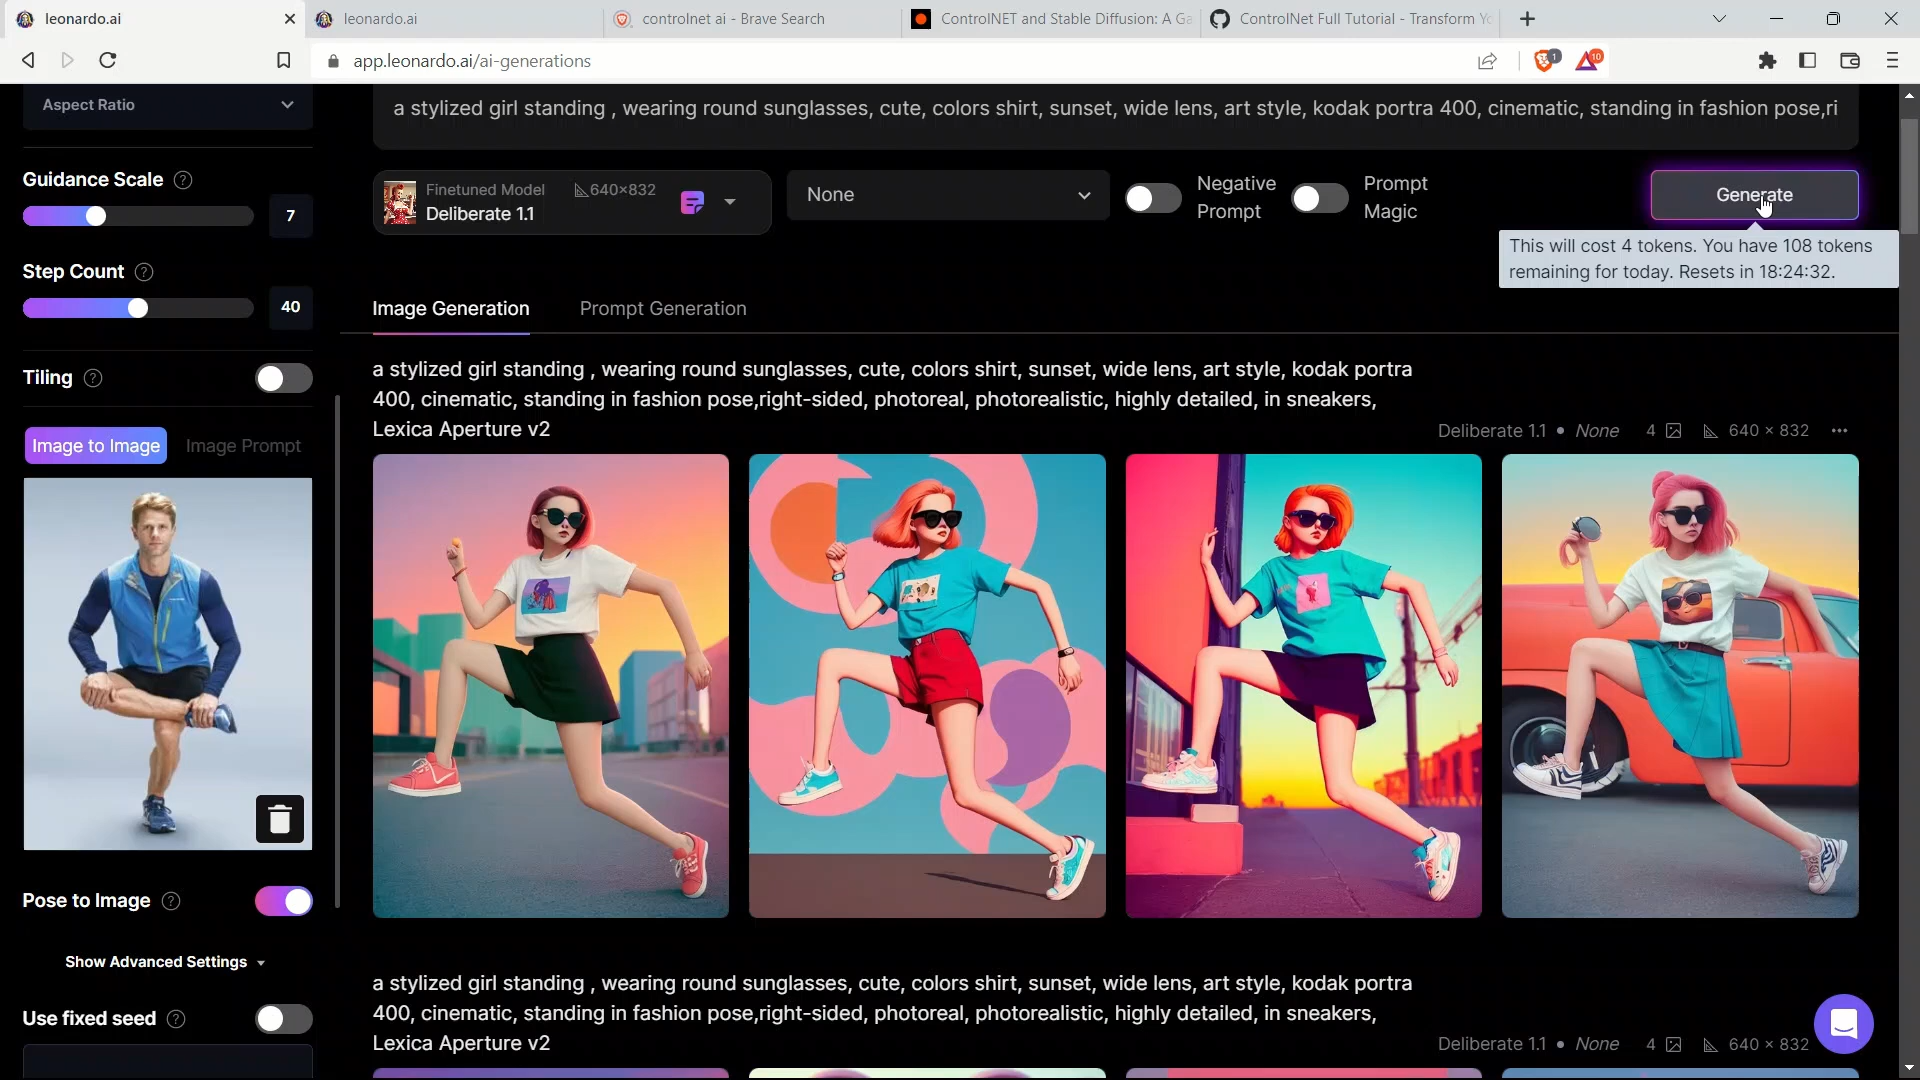 leonardo.ai
leonardo.ai
controlnet ai - Brave Search
ControlNET and Stable Diffusion: A Ga
ControlNet Full Tutorial - Transform Yo
app.leonardo.ai/ai-generations
1
10
Aspect Ratio
a stylized girl standing , wearing round sunglasses, cute, colors shirt, sunset, wide lens, art style, kodak portra 400, cinematic, standing in fashion pose,ri
Guidance Scale
7
Finetuned Model
640×832
Deliberate 1.1
None
Negative
Prompt
Prompt
Magic
Generate
This will cost 4 tokens. You have 108 tokens
remaining for today. Resets in 18:24:32.
Step Count
40
Image Generation
Prompt Generation
Tiling
a stylized girl standing , wearing round sunglasses, cute, colors shirt, sunset, wide lens, art style, kodak portra
400, cinematic, standing in fashion pose,right-sided, photoreal, photorealistic, highly detailed, in sneakers,
Lexica Aperture v2
Deliberate 1.1 • None 4 640 × 832
Image to Image
Image Prompt
Pose to Image
Show Advanced Settings
Use fixed seed
a stylized girl standing , wearing round sunglasses, cute, colors shirt, sunset, wide lens, art style, kodak portra
400, cinematic, standing in fashion pose,right-sided, photoreal, photorealistic, highly detailed, in sneakers,
Lexica Aperture v2
Deliberate 1.1 • None 4 640 × 832